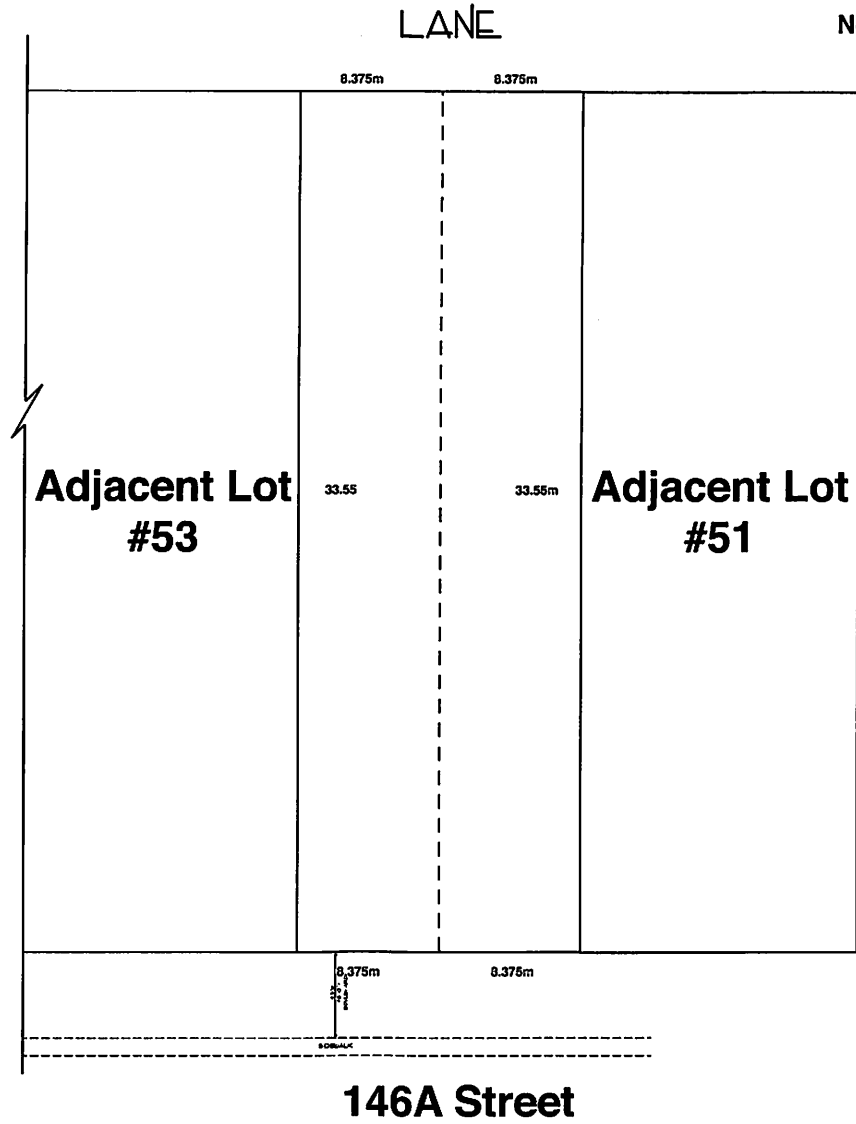 LANE
N
8.375m 8.375m
Adjacent Lot
#53
33.55
33.55m
Adjacent Lot
#51
8.375m 8.375m
SIDEWALK
146A Street